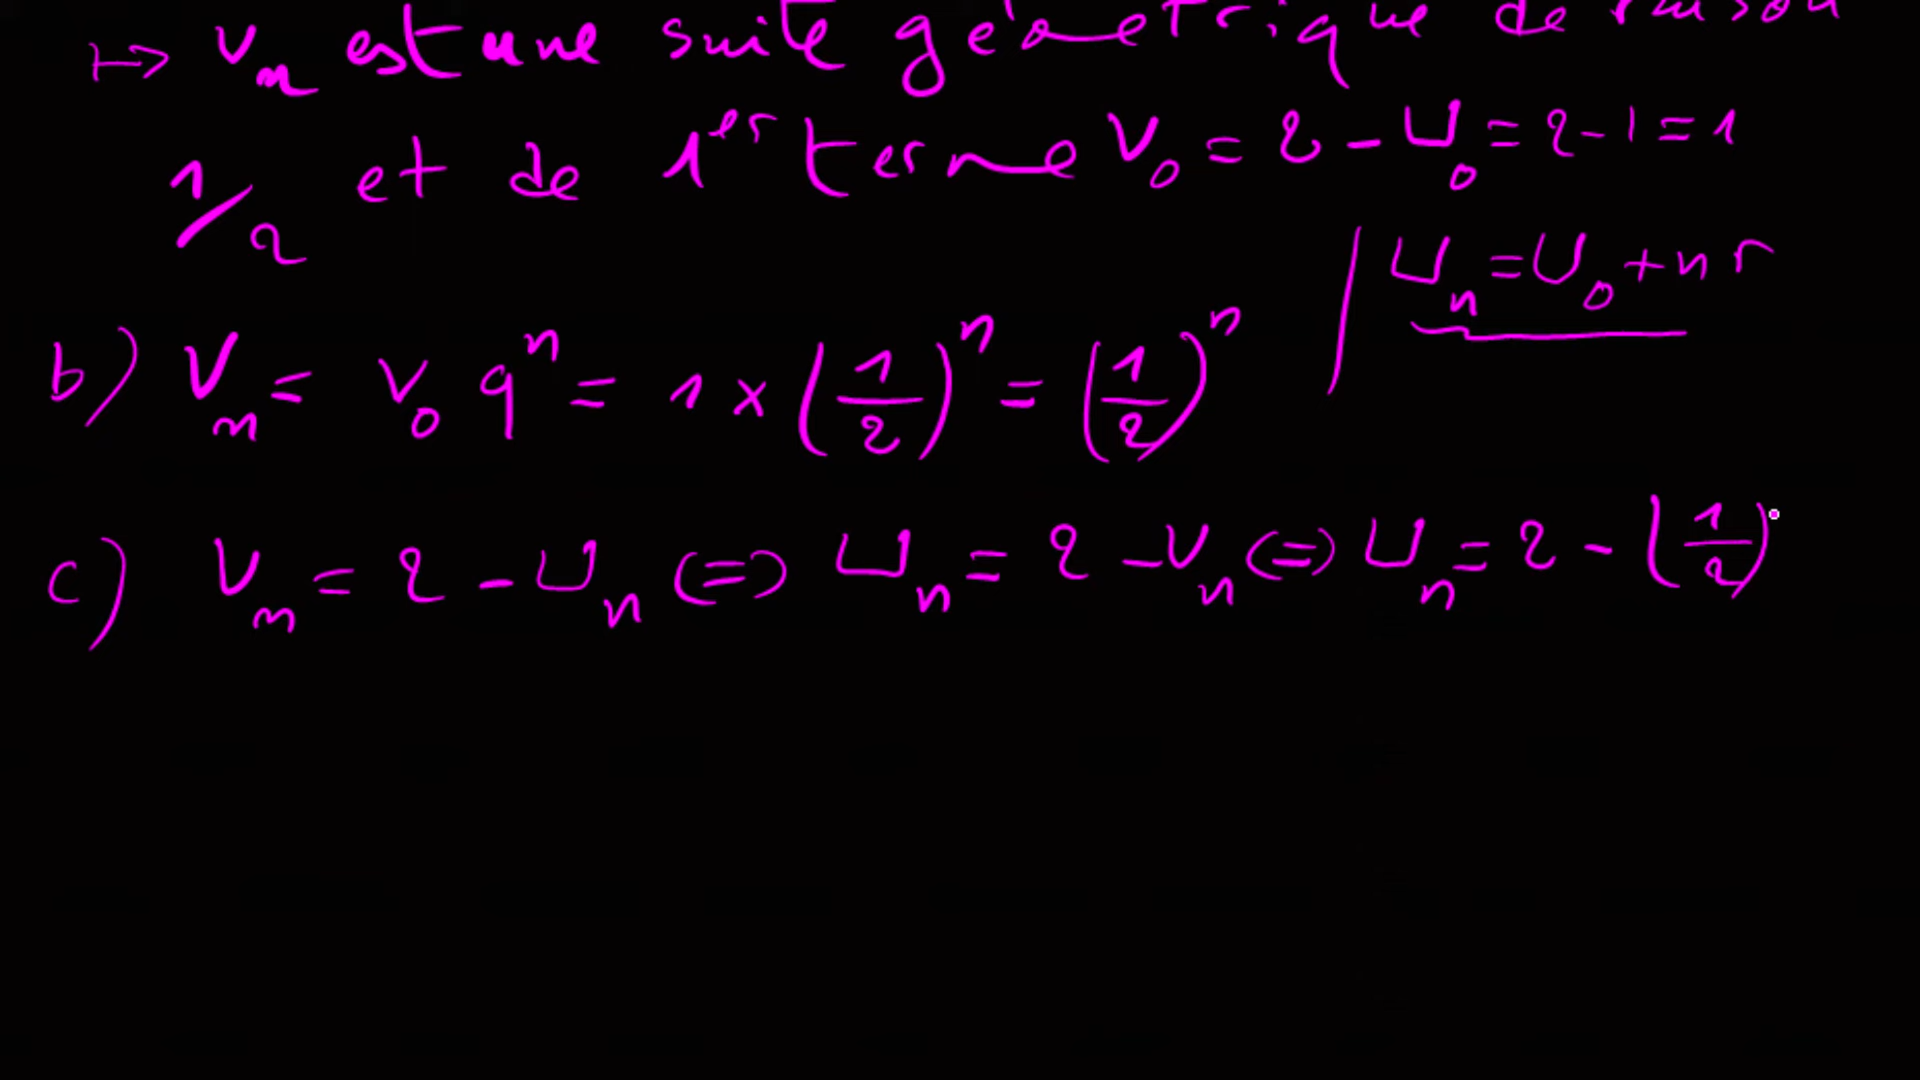 ↦ Vn est une suite géométrique de raison
1/2 et de 1er terme V0 = 2 - U0 = 2 - 1 = 1
| Un = U0 + n r
b) Vn = V0 q^n = 1 × (1/2)^n = (1/2)^n
c) Vn = 2 - Un (=) Un = 2 - Vn (=) Un = 2 - (1/2)